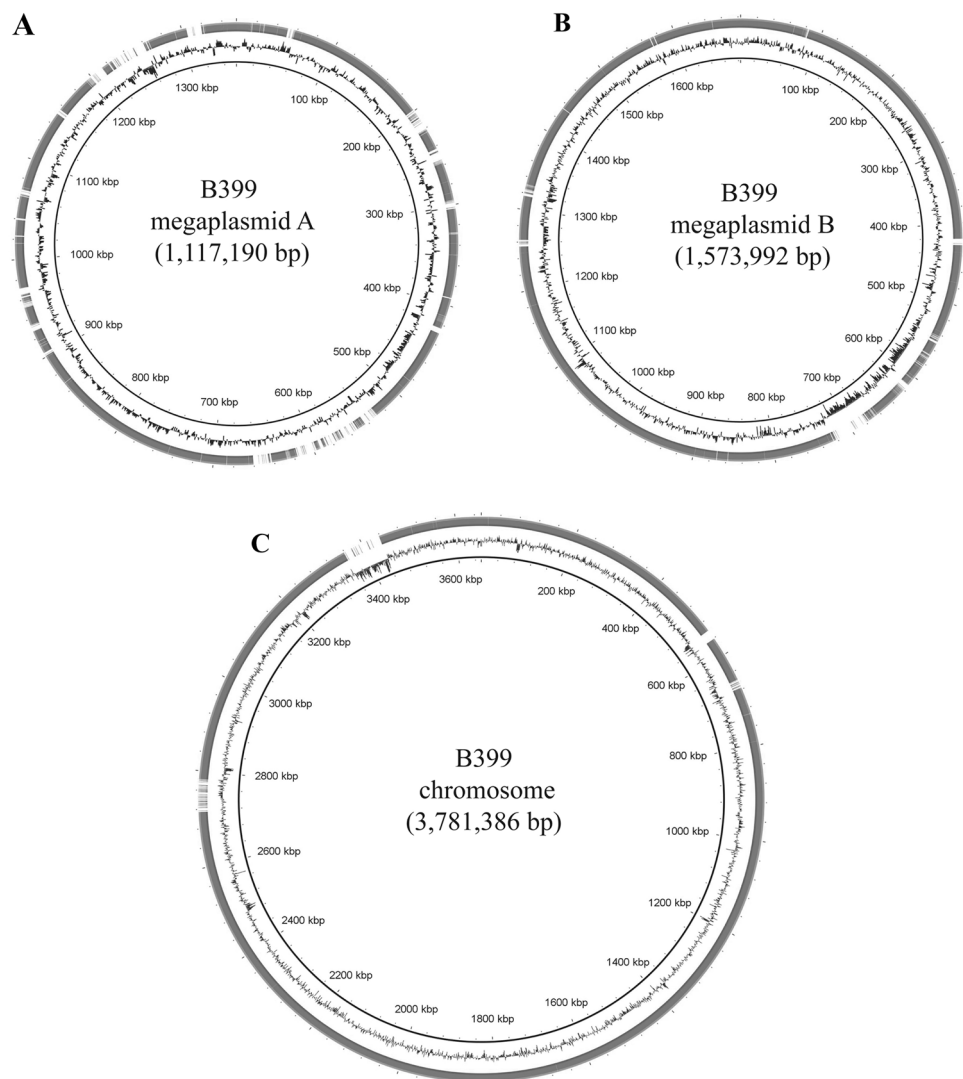 A
B399
megaplasmid A
(1,117,190 bp)
100 kbp
200 kbp
300 kbp
400 kbp
500 kbp
600 kbp
700 kbp
800 kbp
900 kbp
1000 kbp
1100 kbp
1200 kbp
1300 kbp
B
B399
megaplasmid B
(1,573,992 bp)
100 kbp
200 kbp
300 kbp
400 kbp
500 kbp
600 kbp
700 kbp
800 kbp
900 kbp
1000 kbp
1100 kbp
1200 kbp
1300 kbp
1400 kbp
1500 kbp
1600 kbp
C
B399
chromosome
(3,781,386 bp)
200 kbp
400 kbp
600 kbp
800 kbp
1000 kbp
1200 kbp
1400 kbp
1600 kbp
1800 kbp
2000 kbp
2200 kbp
2400 kbp
2600 kbp
2800 kbp
3000 kbp
3200 kbp
3400 kbp
3600 kbp